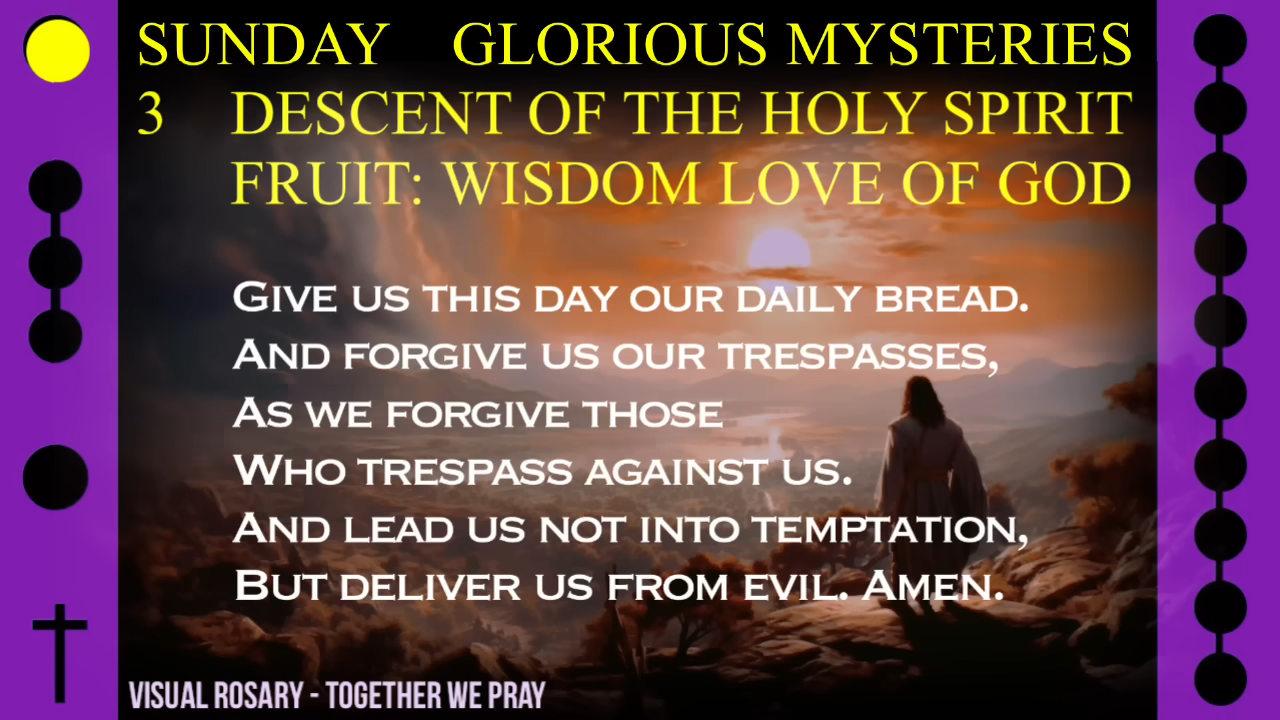 SUNDAY GLORIOUS MYSTERIES
3 DESCENT OF THE HOLY SPIRIT
FRUIT: WISDOM LOVE OF GOD
GIVE US THIS DAY OUR DAILY BREAD.
AND FORGIVE US OUR TRESPASSES,
AS WE FORGIVE THOSE
WHO TRESPASS AGAINST US.
AND LEAD US NOT INTO TEMPTATION,
BUT DELIVER US FROM EVIL. AMEN.
VISUAL ROSARY - TOGETHER WE PRAY